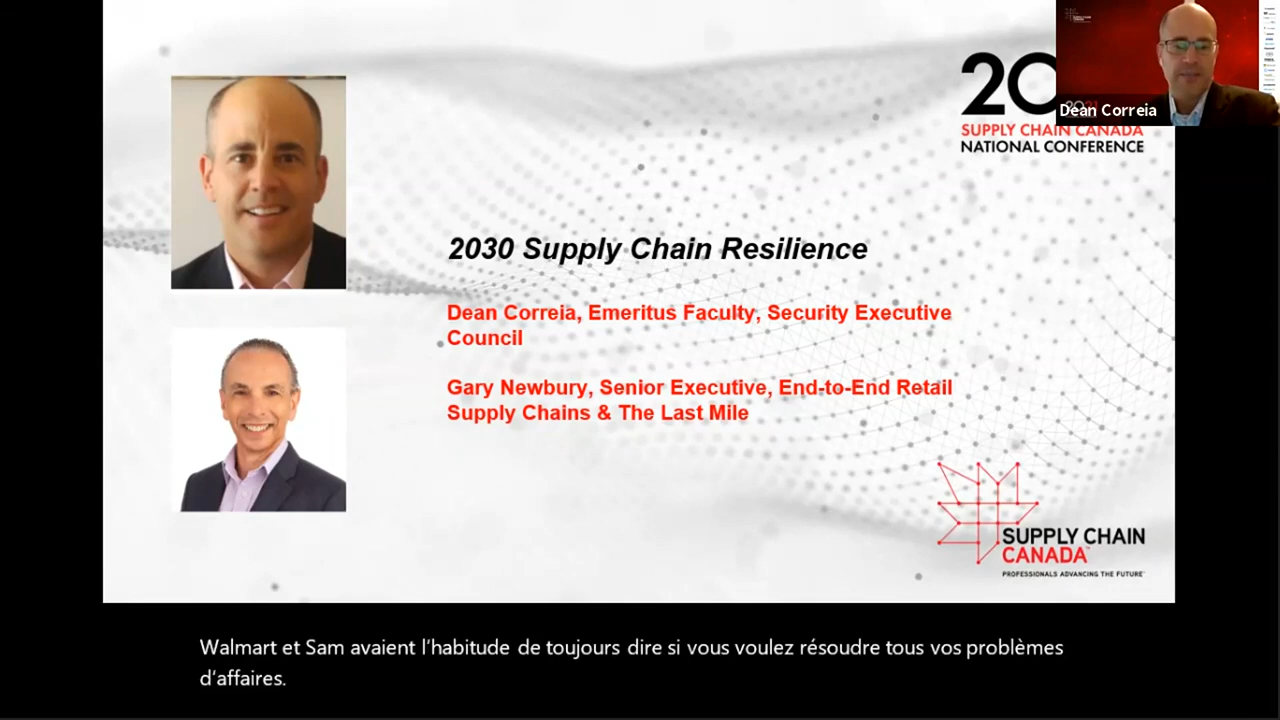 20
SUPPLY CHAIN CANADA
NATIONAL CONFERENCE
Dean Correia
2030 Supply Chain Resilience
Dean Correia, Emeritus Faculty, Security Executive
Council
Gary Newbury, Senior Executive, End-to-End Retail
Supply Chains & The Last Mile
SUPPLY CHAIN
CANADA™
PROFESSIONALS ADVANCING THE FUTURE™
Walmart et Sam avaient l’habitude de toujours dire si vous voulez résoudre tous vos problèmes
d’affaires.